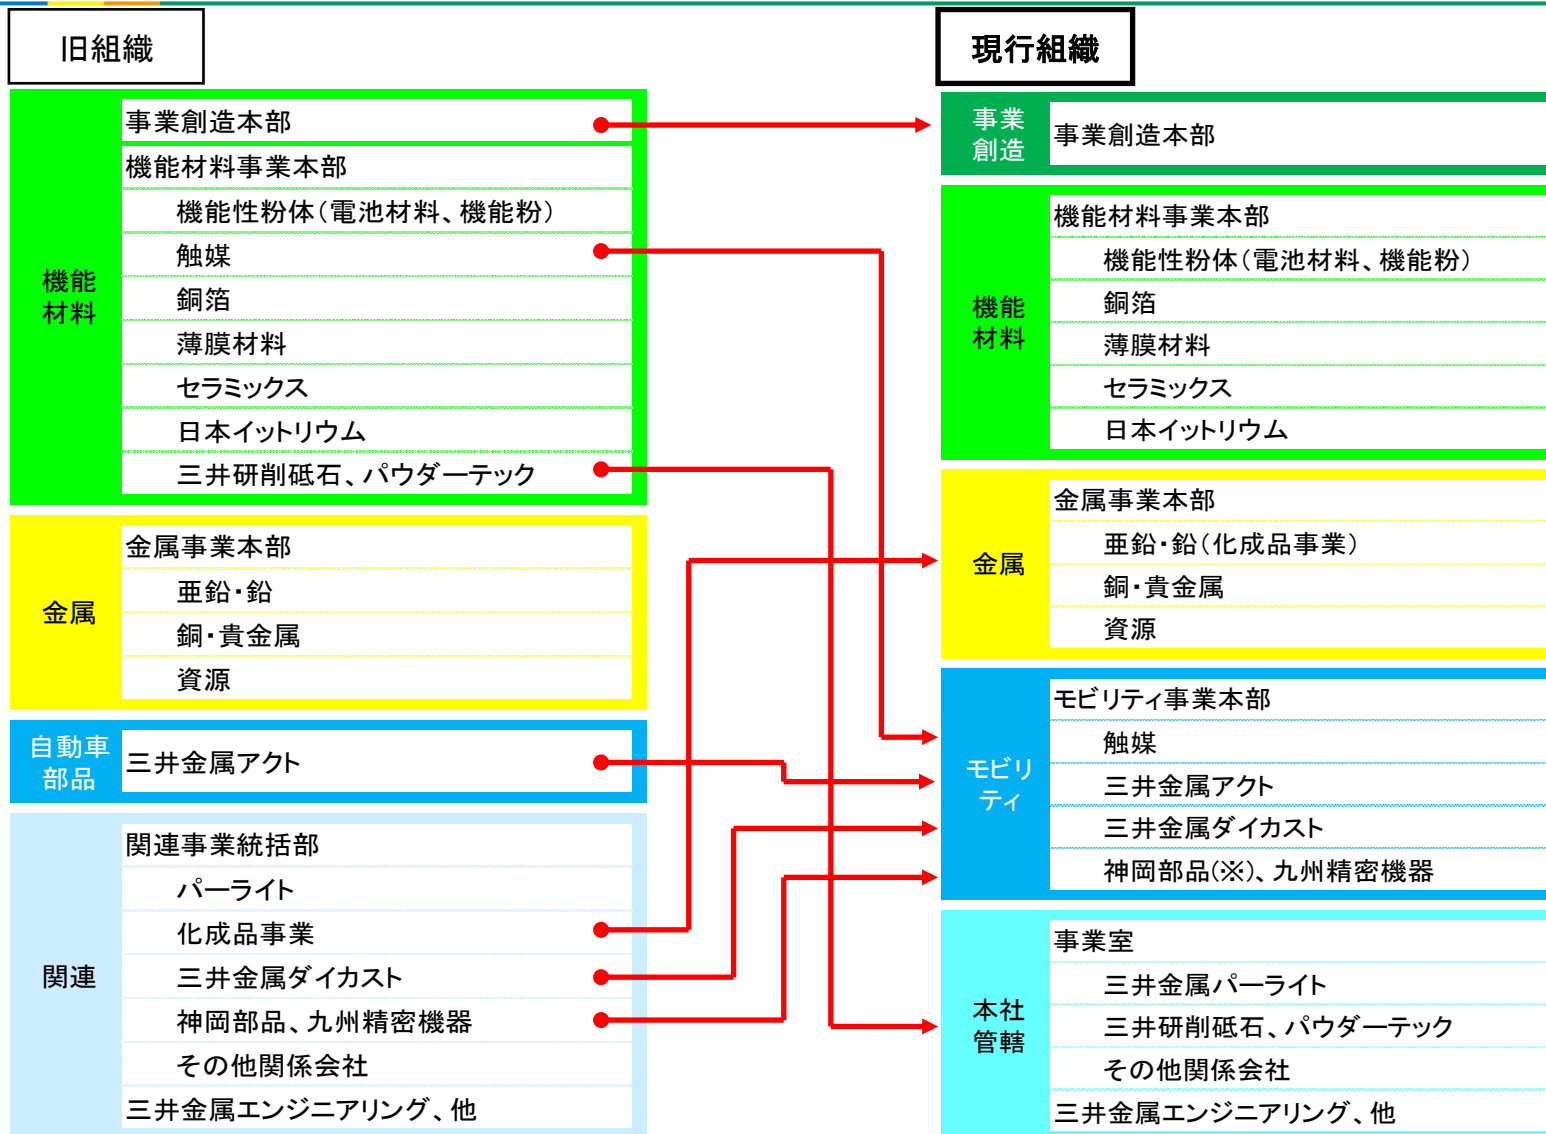 旧組織
機能
材料
事業創造本部
機能材料事業本部
機能性粉体（電池材料、機能粉）
触媒
銅箔
薄膜材料
セラミックス
日本イットリウム
三井研削砥石、パウダーテック
金属
金属事業本部
亜鉛・鉛
銅・貴金属
資源
自動車
部品
三井金属アクト
関連
関連事業統括部
パーライト
化成品事業
三井金属ダイカスト
神岡部品、九州精密機器
その他関係会社
三井金属エンジニアリング、他
現行組織
事業
創造
事業創造本部
機能
材料
機能材料事業本部
機能性粉体（電池材料、機能粉）
銅箔
薄膜材料
セラミックス
日本イットリウム
金属
金属事業本部
亜鉛・鉛（化成品事業）
銅・貴金属
資源
モビリ
ティ
モビリティ事業本部
触媒
三井金属アクト
三井金属ダイカスト
神岡部品(※)、九州精密機器
本社
管轄
事業室
三井金属パーライト
三井研削砥石、パウダーテック
その他関係会社
三井金属エンジニアリング、他